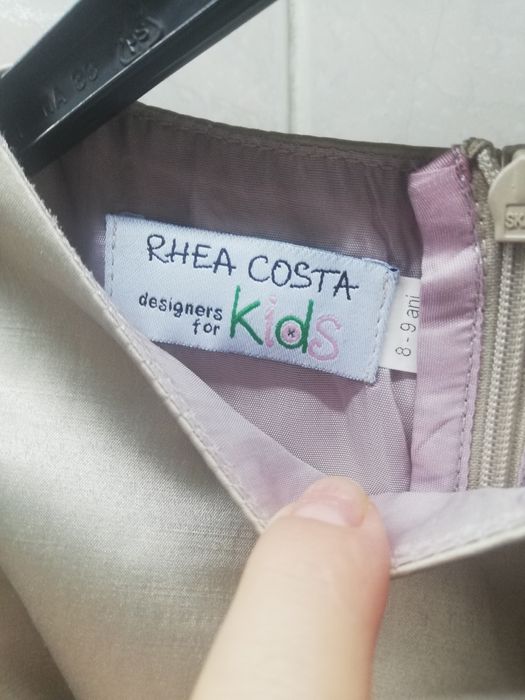 RHEA COSTA
designers
for
Kids
8 - 9 ani